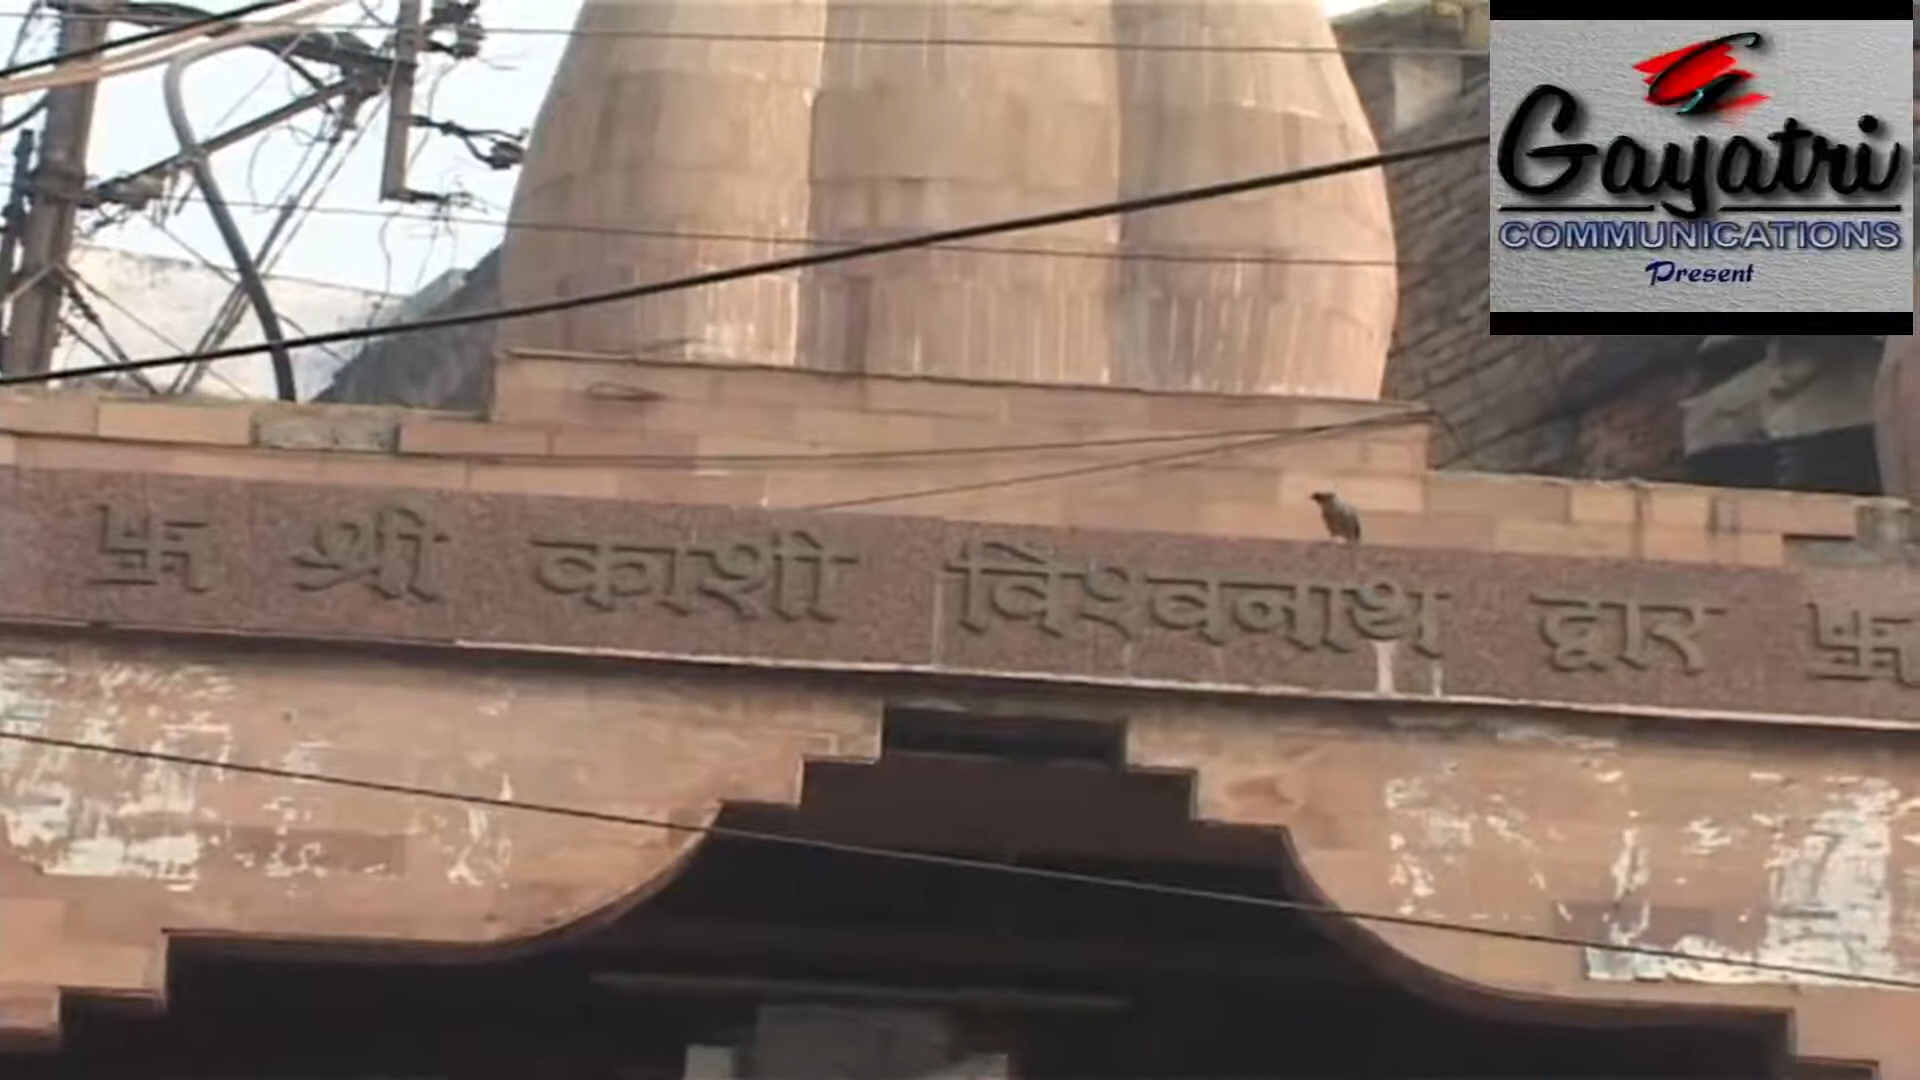 Gayatri
COMMUNICATIONS
Present
卐 श्री काशी विश्वनाथ द्वार 卐